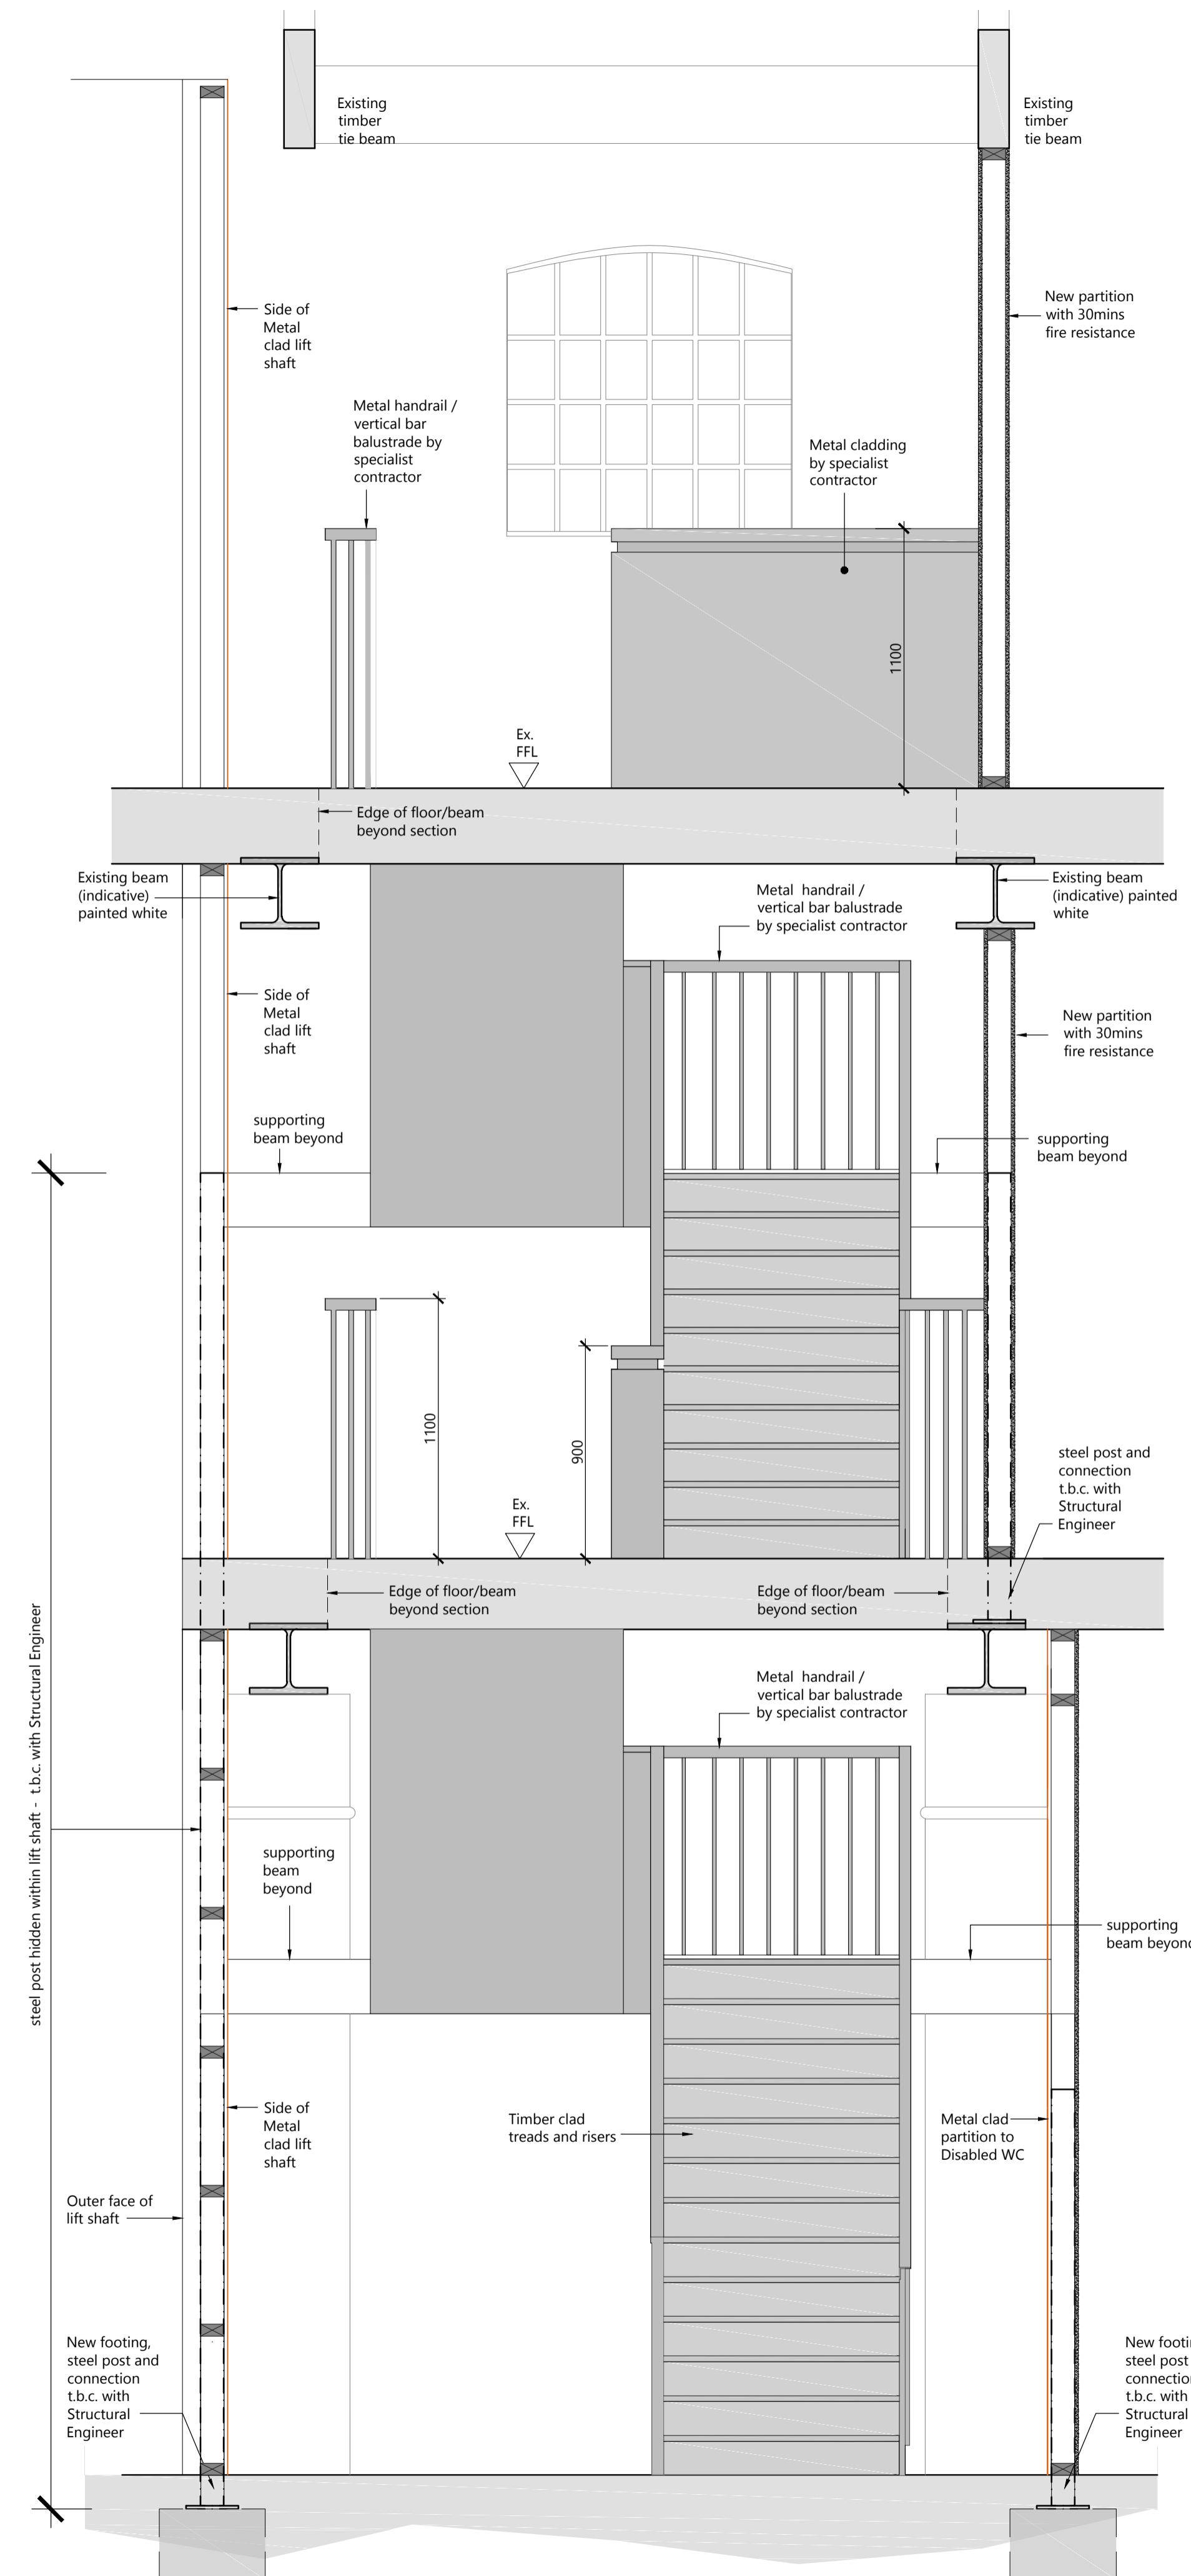 Existing
timber
tie beam
Existing
timber
tie beam
Side of
Metal
clad lift
shaft
New partition
with 30mins
fire resistance
Metal handrail /
vertical bar
balustrade by
specialist
contractor
Metal cladding
by specialist
contractor
1100
Ex.
FFL
Edge of floor/beam
beyond section
Existing beam
(indicative)
painted white
Metal handrail /
vertical bar balustrade
by specialist contractor
Existing beam
(indicative) painted
white
Side of
Metal
clad lift
shaft
New partition
with 30mins
fire resistance
supporting
beam beyond
supporting
beam beyond
1100
900
steel post and
connection
t.b.c. with
Structural
Engineer
Ex.
FFL
Edge of floor/beam
beyond section
Edge of floor/beam
beyond section
steel post hidden within lift shaft - t.b.c. with Structural Engineer
Metal handrail /
vertical bar balustrade
by specialist contractor
supporting
beam
beyond
supporting
beam
Side of
Metal
clad lift
shaft
Timber clad
treads and risers
Metal clad
partition to
Disabled WC
Outer face of
lift shaft
New footing,
steel post and
connection
t.b.c. with
Structural
Engineer
New
steel post
t.b.c. with
Structural
Engineer